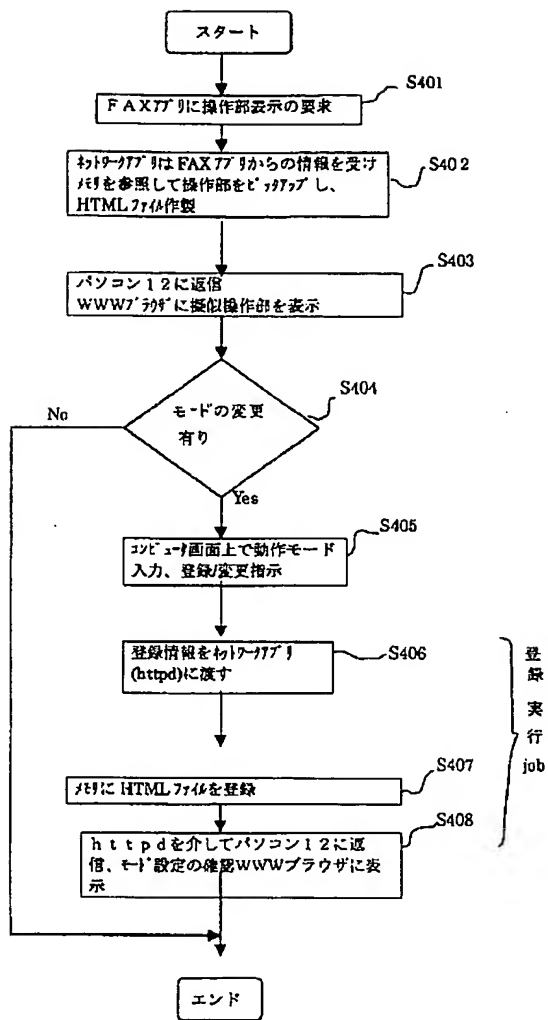 スタート
S401
FAXｱﾌﾟﾘに操作部表示の要求
S402
ﾈｯﾄﾜｰｸｱﾌﾟﾘはFAXｱﾌﾟﾘからの情報を受け
ﾒﾓﾘを参照して操作部をﾋﾟｯｸｱｯﾌﾟし、
HTMLﾌｧｲﾙ作製
S403
パソコン12に返信
WWWﾌﾞﾗｳｻﾞに擬似操作部を表示
S404
モードの変更
有り
No
Yes
S405
ｺﾝﾋﾟｭｰﾀ画面上で動作モード
入力、登録/変更指示
S406
登録情報をﾈｯﾄﾜｰｸｱﾌﾟﾘ
(httpd)に渡す
登録実行job
S407
ﾒﾓﾘにHTMLﾌｧｲﾙを登録
S408
httpdを介してパソコン12に返
信、ﾓｰﾄﾞ設定の確認WWWブラウザに表
示
エンド